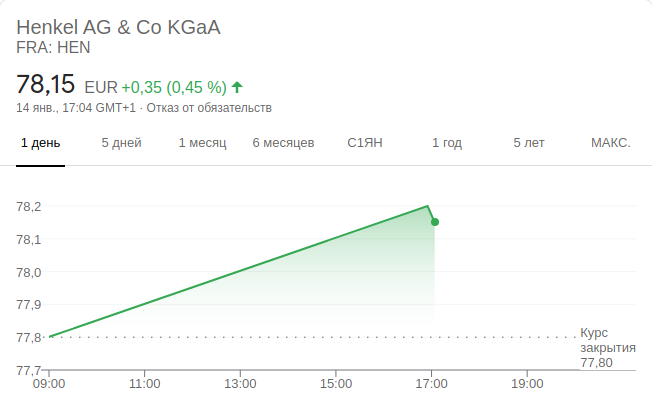 Henkel AG & Co KGaA
FRA: HEN
78,15 EUR +0,35 (0,45 %)
14 янв., 17:04 GMT+1 · Отказ от обязательств
1 день 5 дней 1 месяц 6 месяцев С1ЯН 1 год 5 лет МАКС.
78,2
78,1
78,0
77,9
77,8
Курс
закрытия
77,80
77,7
09:00 11:00 13:00 15:00 17:00 19:00